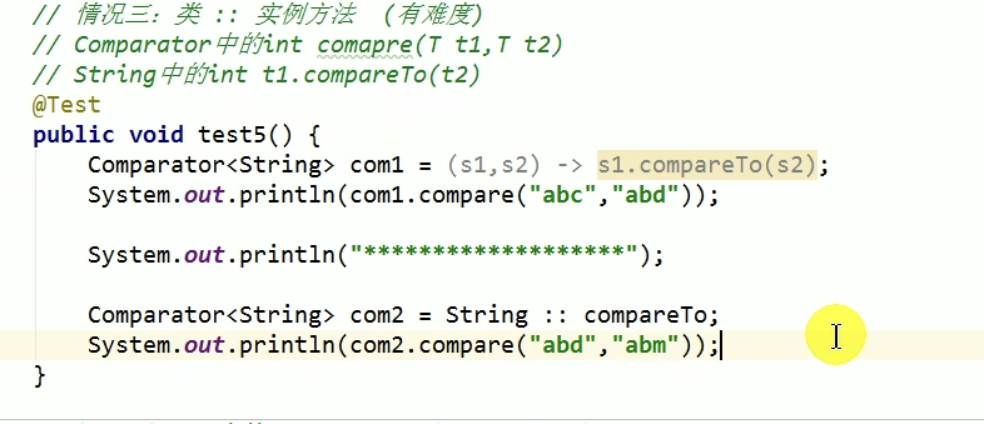 // 情况三：类 :: 实例方法 (有难度)
// Comparator中的int comapre(T t1,T t2)
// String中的int t1.compareTo(t2)
@Test
public void test5() {
Comparator<String> com1 = (s1,s2) -> s1.compareTo(s2);
System.out.println(com1.compare("abc","abd"));
System.out.println("*******************");
Comparator<String> com2 = String :: compareTo;
System.out.println(com2.compare("abd","abm"));
}